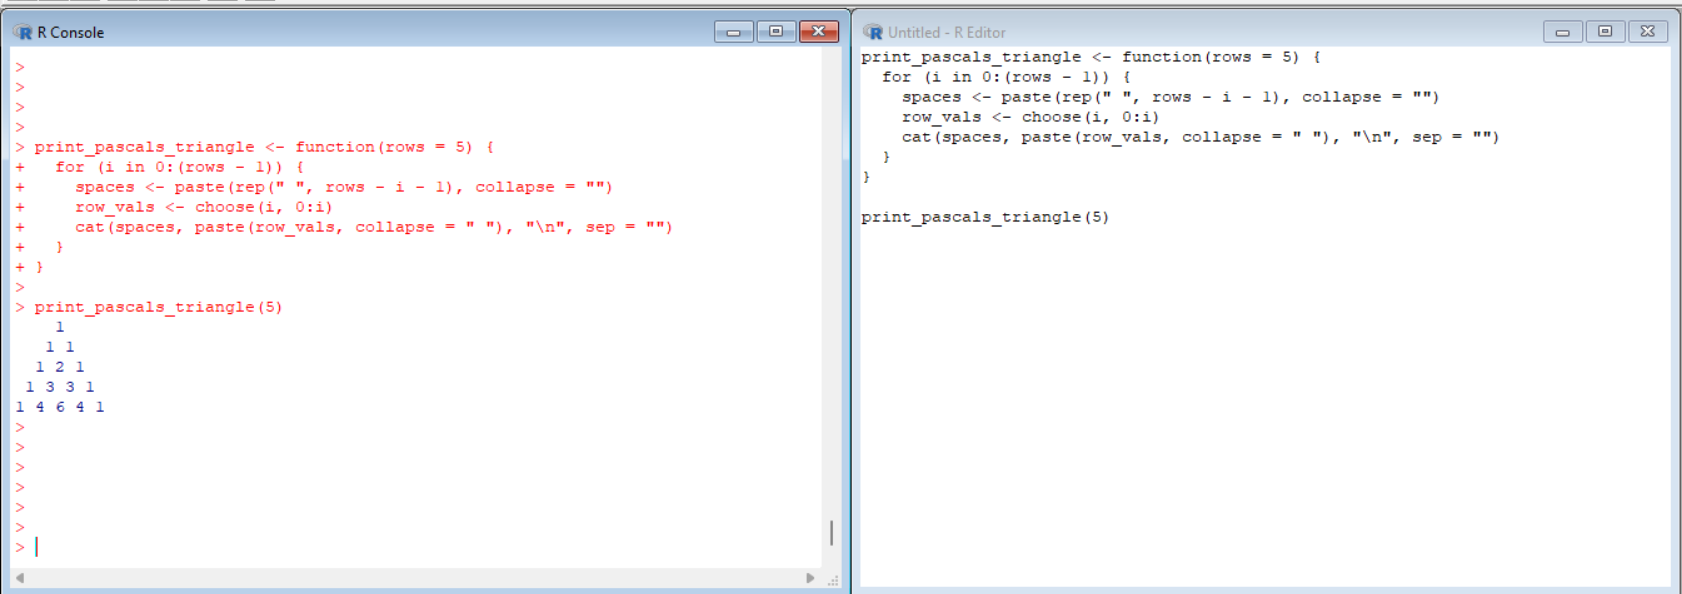 R Console
>
>
>
>
> print_pascals_triangle <- function(rows = 5) {
+   for (i in 0:(rows - 1)) {
+     spaces <- paste(rep(" ", rows - i - 1), collapse = "")
+     row_vals <- choose(i, 0:i)
+     cat(spaces, paste(row_vals, collapse = " "), "\n", sep = "")
+   }
+ }
>
> print_pascals_triangle(5)
    1
   1 1
  1 2 1
 1 3 3 1
1 4 6 4 1
>
>
>
>
>
>
>
Untitled - R Editor
print_pascals_triangle <- function(rows = 5) {
  for (i in 0:(rows - 1)) {
    spaces <- paste(rep(" ", rows - i - 1), collapse = "")
    row_vals <- choose(i, 0:i)
    cat(spaces, paste(row_vals, collapse = " "), "\n", sep = "")
  }
}
print_pascals_triangle(5)